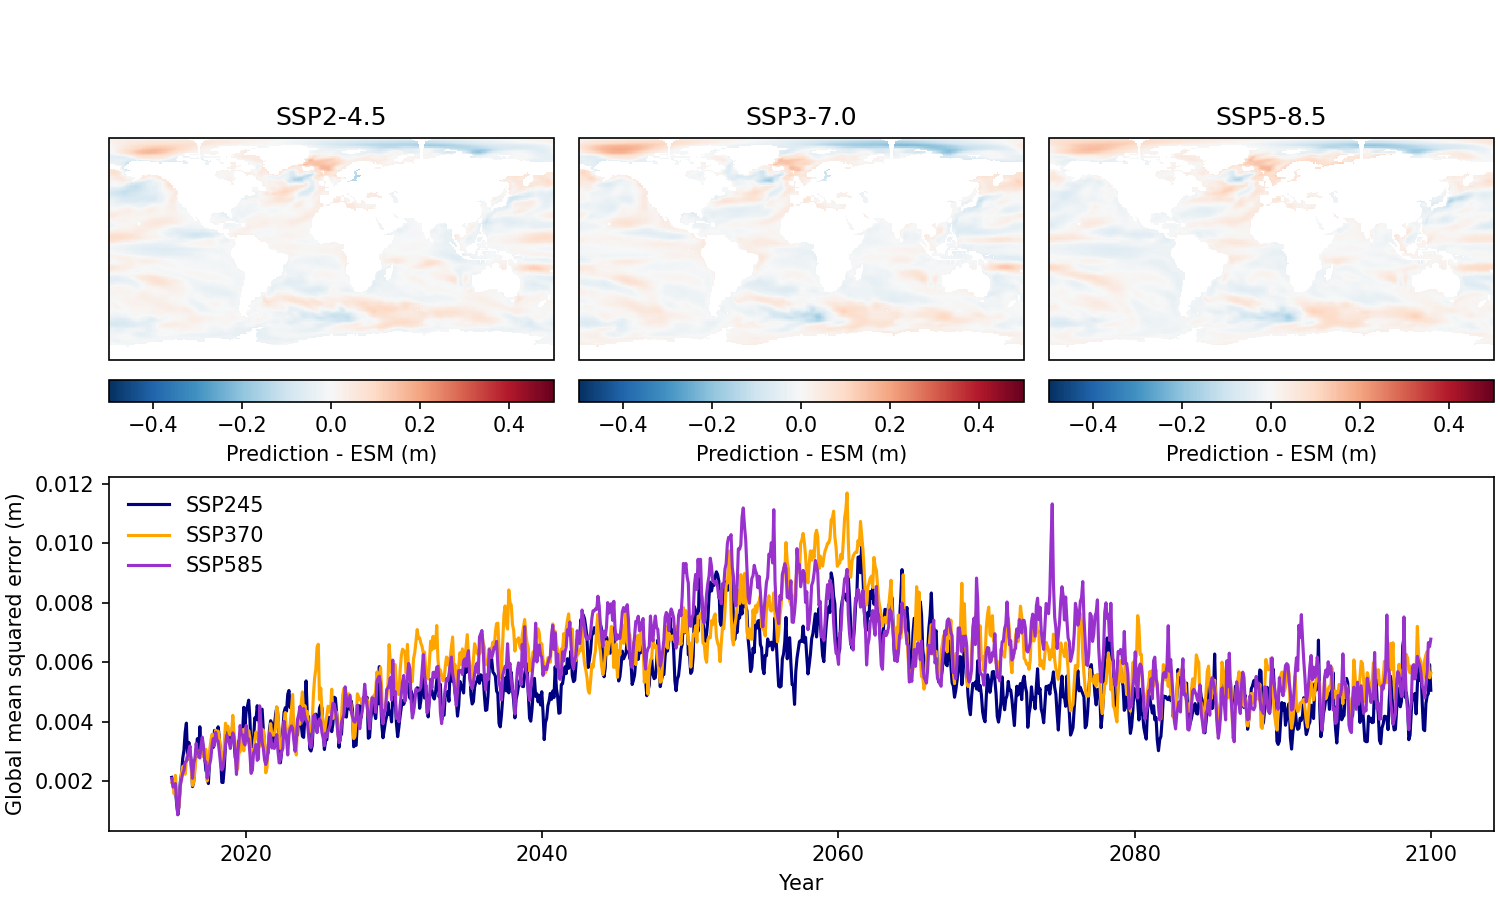 SSP2-4.5 SSP3-7.0 SSP5-8.5
−0.4 −0.2 0.0 0.2 0.4 −0.4 −0.2 0.0 0.2 0.4 −0.4 −0.2 0.0 0.2 0.4
Prediction - ESM (m) Prediction - ESM (m) Prediction - ESM (m)
Global mean squared error (m)
0.012
0.010
0.008
0.006
0.004
0.002
SSP245
SSP370
SSP585
2020 2040 2060 2080 2100
Year